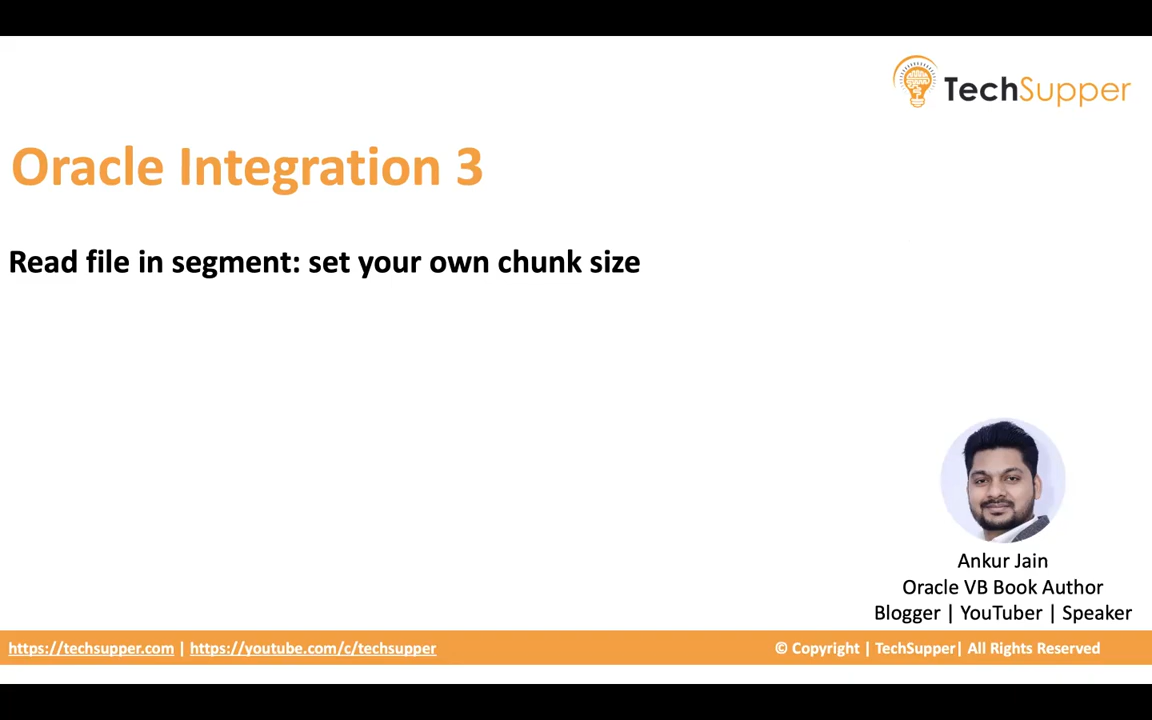 TechSupper
Oracle Integration 3
Read file in segment: set your own chunk size
Ankur Jain
Oracle VB Book Author
Blogger | YouTuber | Speaker
https://techsupper.com | https://youtube.com/c/techsupper
© Copyright | TechSupper| All Rights Reserved